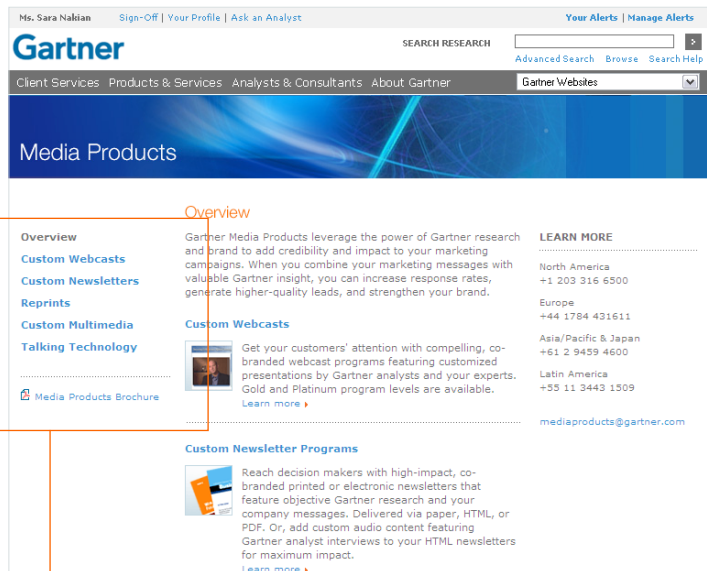 Ms. Sara Nakian Sign-Off | Your Profile | Ask an Analyst Your Alerts | Manage Alerts
Gartner
SEARCH RESEARCH
Advanced Search Browse Search Help
Client Services Products & Services Analysts & Consultants About Gartner
Gartner Websites
Media Products
Overview
Custom Webcasts
Custom Newsletters
Reprints
Custom Multimedia
Talking Technology
Media Products Brochure
Overview
Gartner Media Products leverage the power of Gartner research
and brand to add credibility and impact to your marketing
campaigns. When you combine your marketing messages with
valuable Gartner insight, you can increase response rates,
generate higher-quality leads, and strengthen your brand.
Custom Webcasts
Get your customers' attention with compelling, co-
branded webcast programs featuring customized
presentations by Gartner analysts and your experts.
Gold and Platinum program levels are available.
Learn more
Custom Newsletter Programs
Reach decision makers with high-impact, co-
branded printed or electronic newsletters that
feature objective Gartner research and your
company messages. Delivered via paper, HTML, or
PDF. Or, add custom audio content featuring
Gartner analyst interviews to your HTML newsletters
for maximum impact.
Learn more
LEARN MORE
North America
+1 203 316 6500
Europe
+44 1784 431611
Asia/Pacific & Japan
+61 2 9459 4600
Latin America
+55 11 3443 1509
mediaproducts@gartner.com